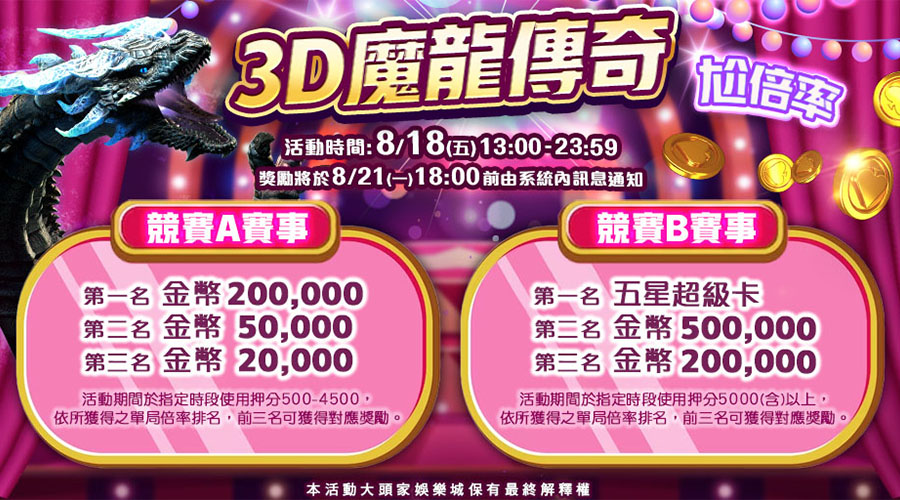 3D魔龍傳奇
尬倍率
活動時間:8/18(五)13:00-23:59
獎勵將於8/21(一)18:00前由系統內訊息通知
競賽A賽事
第一名 金幣 200,000
第二名 金幣 50,000
第三名 金幣 20,000
活動期間於指定時段使用押分500-4500，
依所獲得之單局倍率排名，前三名可獲得對應獎勵。
競賽B賽事
第一名 五星超級卡
第二名 金幣 500,000
第三名 金幣 200,000
活動期間於指定時段使用押分5000(含)以上，
依所獲得之單局倍率排名，前三名可獲得對應獎勵。
本活動大頭家娛樂城保有最終解釋權